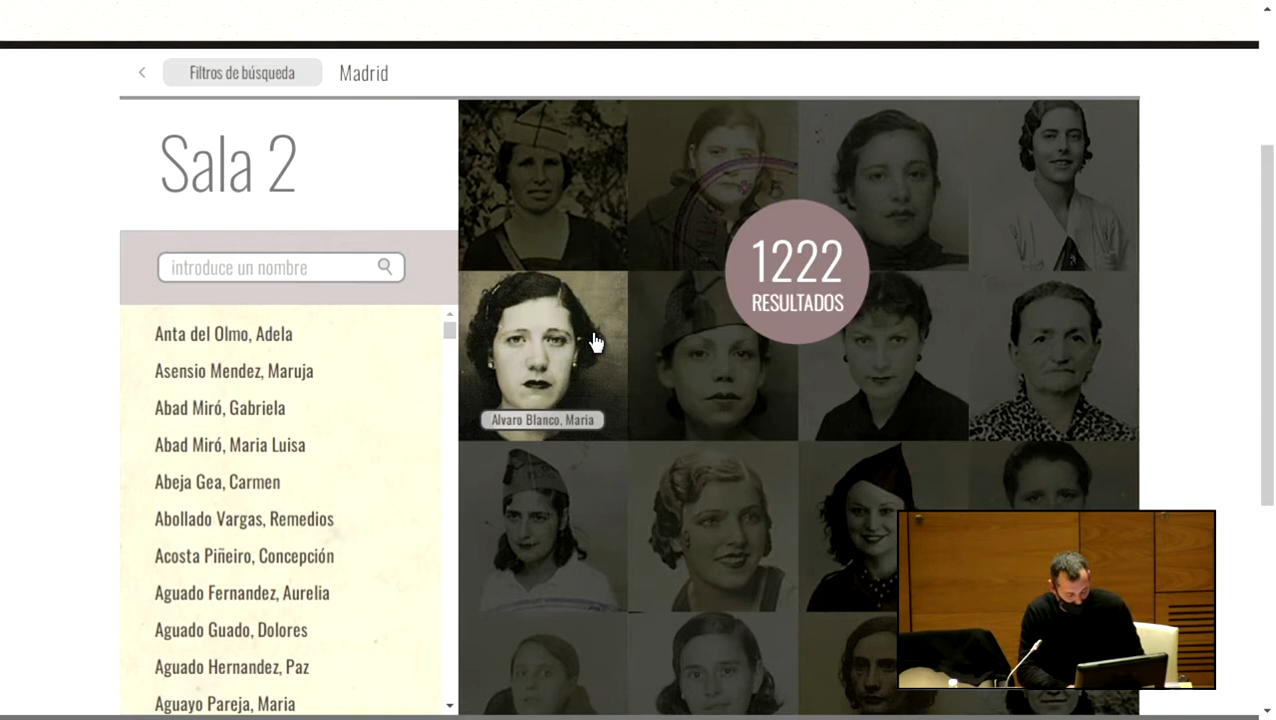 Filtros de búsqueda
Madrid
Sala 2
introduce un nombre
1222
RESULTADOS
Anta del Olmo, Adela
Asensio Mendez, Maruja
Abad Miró, Gabriela
Abad Miró, Maria Luisa
Abeja Gea, Carmen
Abollado Vargas, Remedios
Acosta Piñeiro, Concepción
Aguado Fernandez, Aurelia
Aguado Guado, Dolores
Aguado Hernandez, Paz
Aguayo Pareja, Maria
Alvaro Blanco, Maria